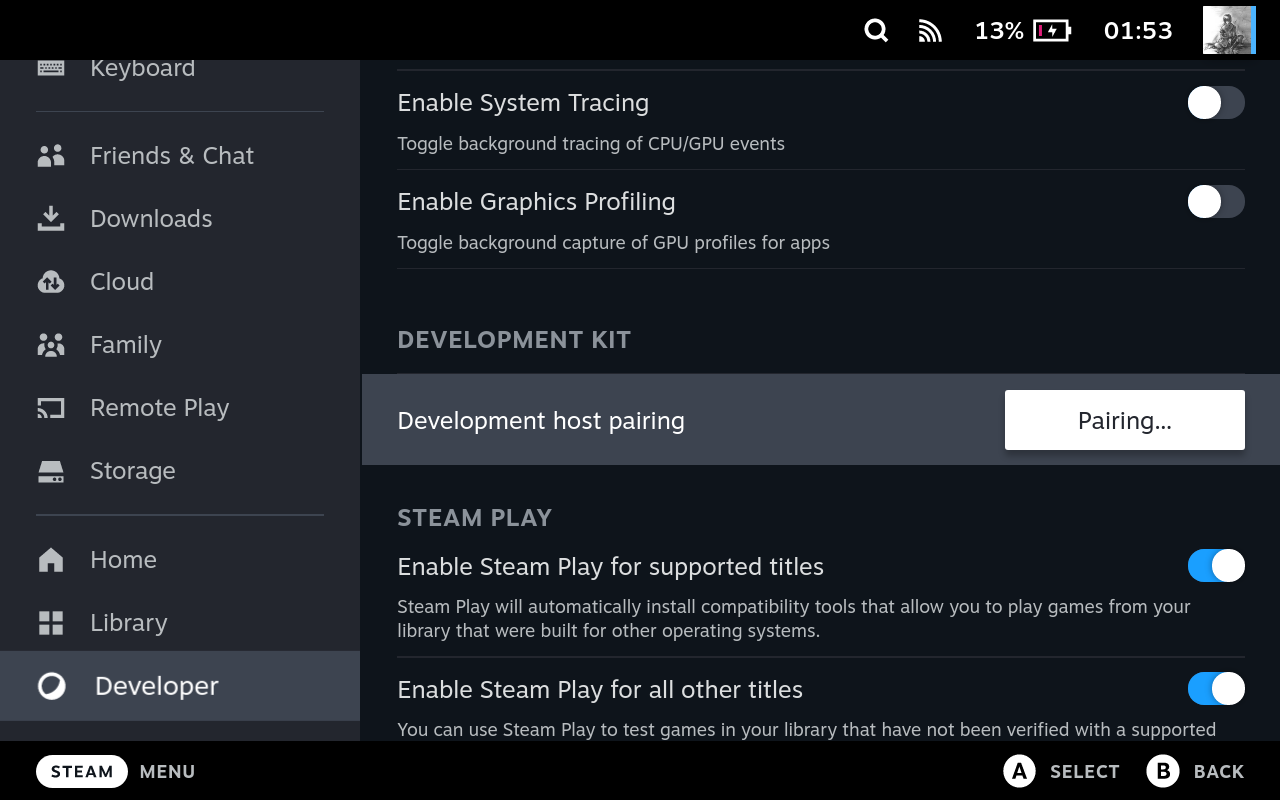 13%
01:53
Keyboard
Friends & Chat
Downloads
Cloud
Family
Remote Play
Storage
Home
Library
Developer
Enable System Tracing
Toggle background tracing of CPU/GPU events
Enable Graphics Profiling
Toggle background capture of GPU profiles for apps
DEVELOPMENT KIT
Development host pairing
Pairing...
STEAM PLAY
Enable Steam Play for supported titles
Steam Play will automatically install compatibility tools that allow you to play games from your
library that were built for other operating systems.
Enable Steam Play for all other titles
You can use Steam Play to test games in your library that have not been verified with a supported
STEAM MENU
A SELECT
B BACK